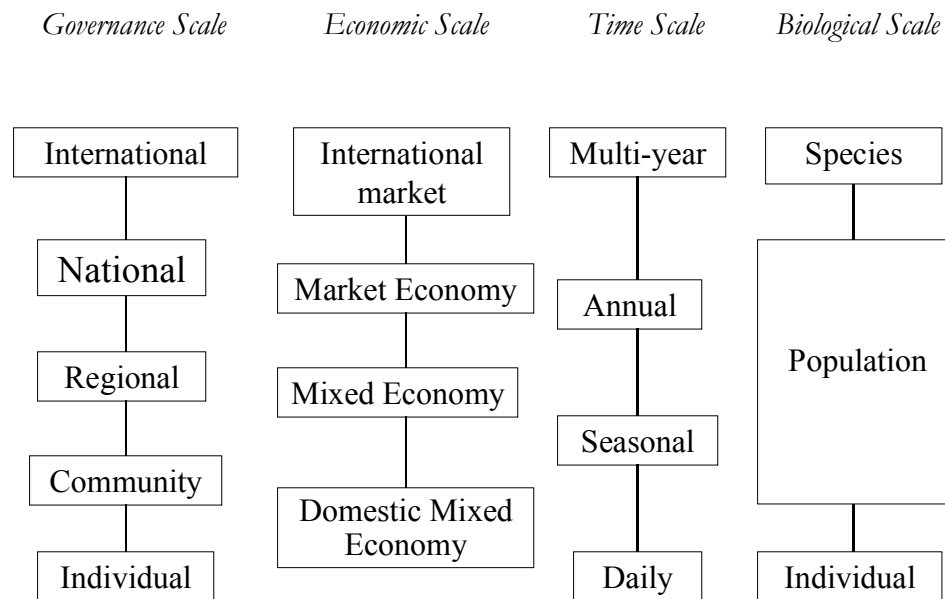 Governance Scale
Economic Scale
Time Scale
Biological Scale
International
National
Regional
Community
Individual
International
market
Market Economy
Mixed Economy
Domestic Mixed
Economy
Multi-year
Annual
Seasonal
Daily
Species
Population
Individual